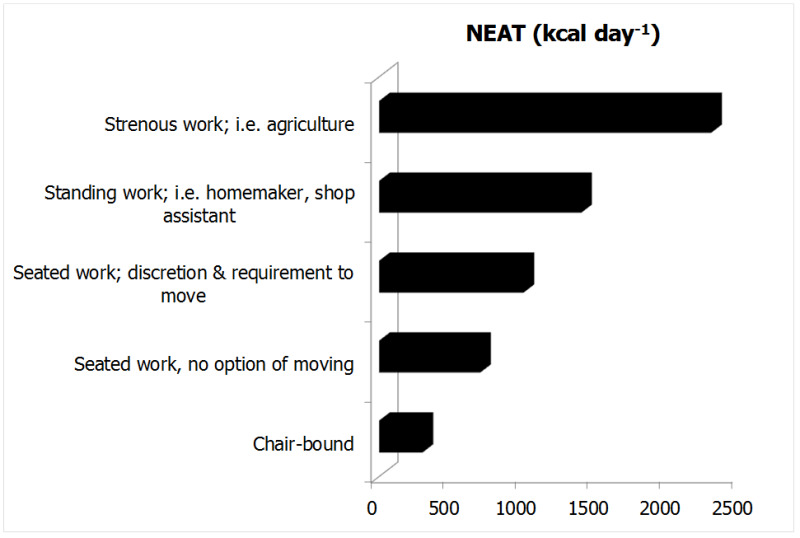 NEAT (kcal day-1)
Strenous work; i.e. agriculture
Standing work; i.e. homemaker, shop
assistant
Seated work; discretion & requirement to
move
Seated work, no option of moving
Chair-bound
0 500 1000 1500 2000 2500